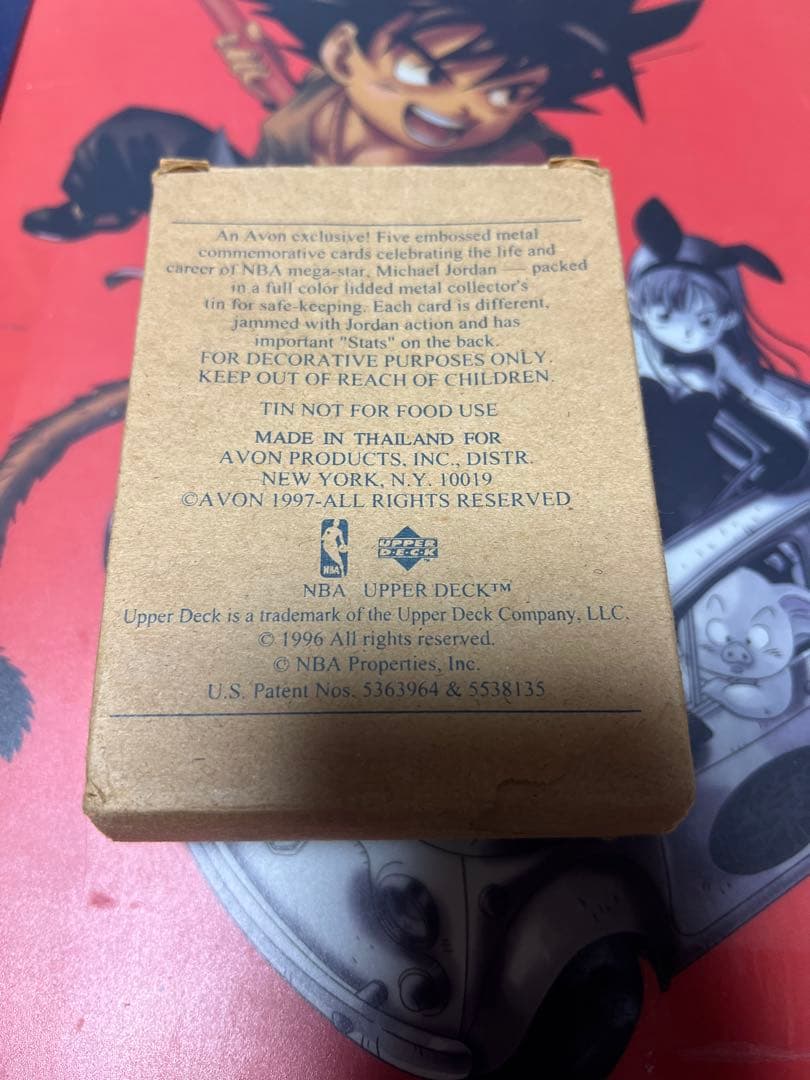 An Avon exclusive! Five embossed metal
commemorative cards celebrating the life and
career of NBA mega-star, Michael Jordan — packed
in a full color lidded metal collector's
tin for safe-keeping. Each card is different,
jammed with Jordan action and has
important "Stats" on the back.
FOR DECORATIVE PURPOSES ONLY.
KEEP OUT OF REACH OF CHILDREN.
TIN NOT FOR FOOD USE
MADE IN THAILAND FOR
AVON PRODUCTS, INC., DISTR.
NEW YORK, N.Y. 10019
©AVON 1997-ALL RIGHTS RESERVED
NBA
UPPER
DECK
NBA UPPER DECK™
Upper Deck is a trademark of the Upper Deck Company, LLC.
© 1996 All rights reserved.
© NBA Properties, Inc.
U.S. Patent Nos. 5363964 & 5538135